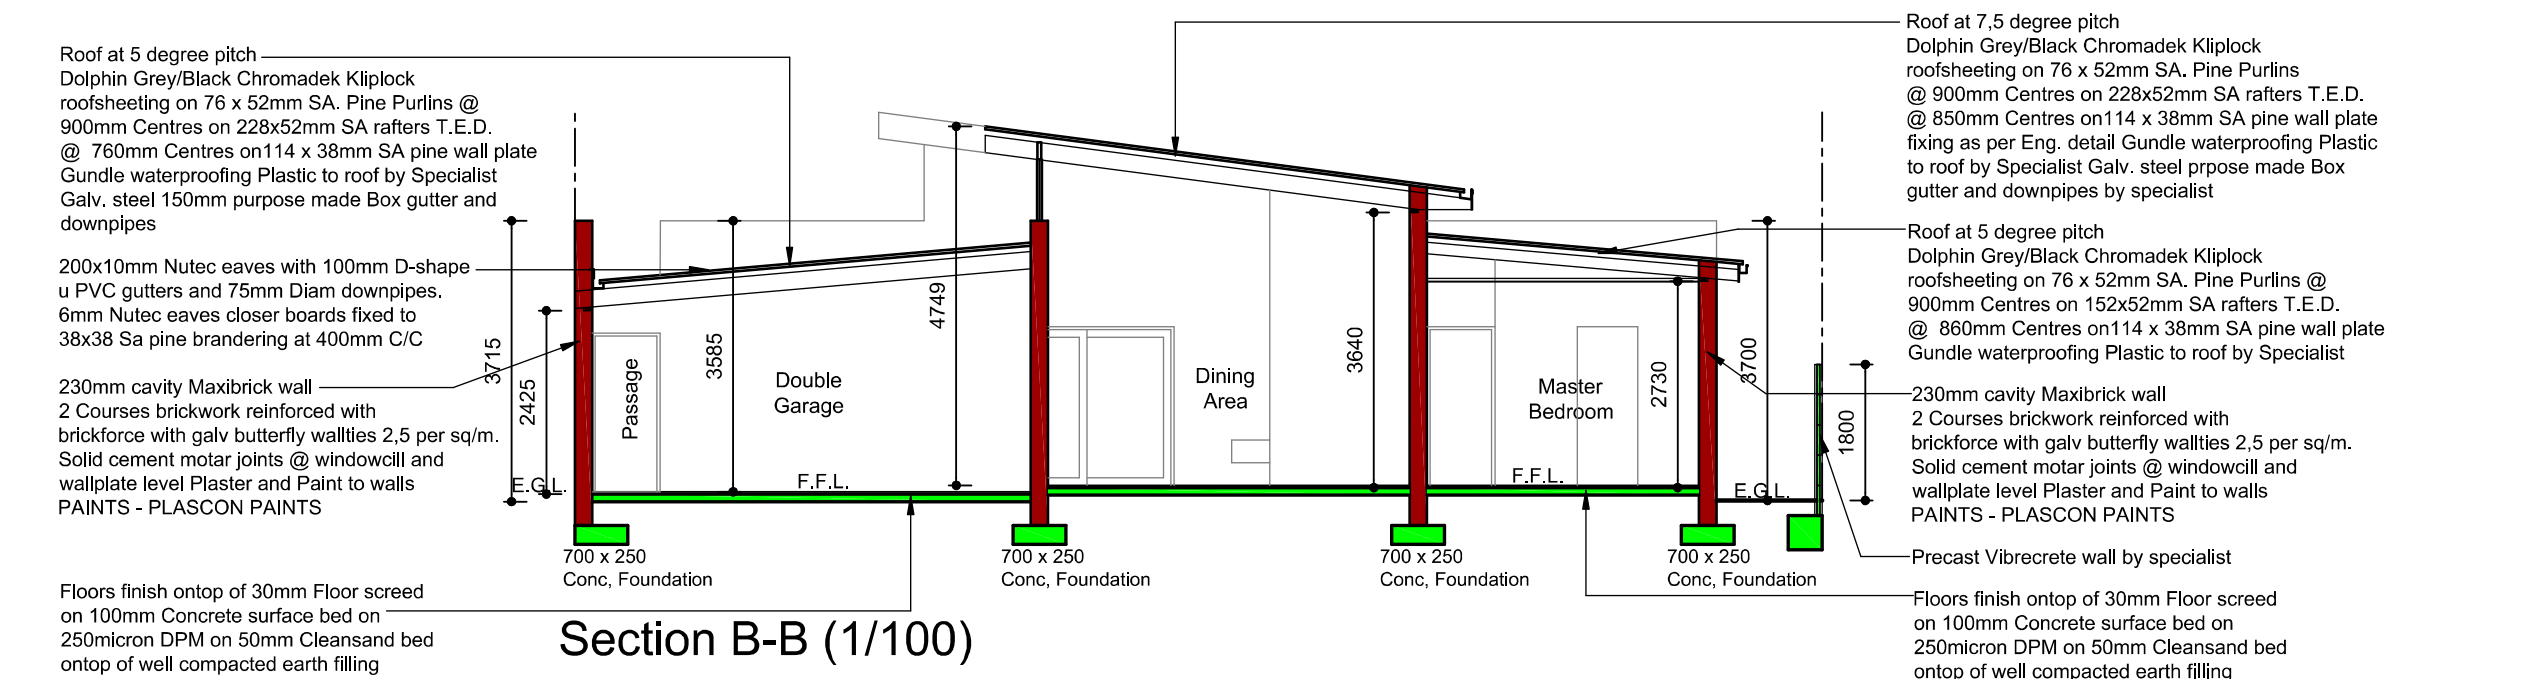 Roof at 5 degree pitch
Dolphin Grey/Black Chromadek Kliplock
roofsheeting on 76 x 52mm SA. Pine Purlins @
900mm Centres on 228x52mm SA rafters T.E.D.
@ 760mm Centres on114 x 38mm SA pine wall plate
Gundle waterproofing Plastic to roof by Specialist
Galv. steel 150mm purpose made Box gutter and
downpipes
200x10mm Nutec eaves with 100mm D-shape
u PVC gutters and 75mm Diam downpipes.
6mm Nutec eaves closer boards fixed to
38x38 Sa pine brandering at 400mm C/C
230mm cavity Maxibrick wall
2 Courses brickwork reinforced with
brickforce with galv butterfly wallties 2,5 per sq/m.
Solid cement motar joints @ windowcill and
wallplate level Plaster and Paint to walls
PAINTS - PLASCON PAINTS
Floors finish ontop of 30mm Floor screed
on 100mm Concrete surface bed on
250micron DPM on 50mm Cleansand bed
ontop of well compacted earth filling
3715
2425
E.G.L.
Passage
3585
Double
Garage
F.F.L.
4749
Dining
Area
3640
Master
Bedroom
F.F.L.
2730
3700
E.G.L.
1800
700 x 250
Conc, Foundation
700 x 250
Conc, Foundation
700 x 250
Conc, Foundation
700 x 250
Conc, Foundation
Section B-B (1/100)
Roof at 7,5 degree pitch
Dolphin Grey/Black Chromadek Kliplock
roofsheeting on 76 x 52mm SA. Pine Purlins
@ 900mm Centres on 228x52mm SA rafters T.E.D.
@ 850mm Centres on114 x 38mm SA pine wall plate
fixing as per Eng. detail Gundle waterproofing Plastic
to roof by Specialist Galv. steel prpose made Box
gutter and downpipes by specialist
Roof at 5 degree pitch
Dolphin Grey/Black Chromadek Kliplock
roofsheeting on 76 x 52mm SA. Pine Purlins @
900mm Centres on 152x52mm SA rafters T.E.D.
@ 860mm Centres on114 x 38mm SA pine wall plate
Gundle waterproofing Plastic to roof by Specialist
230mm cavity Maxibrick wall
2 Courses brickwork reinforced with
brickforce with galv butterfly wallties 2,5 per sq/m.
Solid cement motar joints @ windowcill and
wallplate level Plaster and Paint to walls
PAINTS - PLASCON PAINTS
Precast Vibrecrete wall by specialist
Floors finish ontop of 30mm Floor screed
on 100mm Concrete surface bed on
250micron DPM on 50mm Cleansand bed
ontop of well compacted earth filling